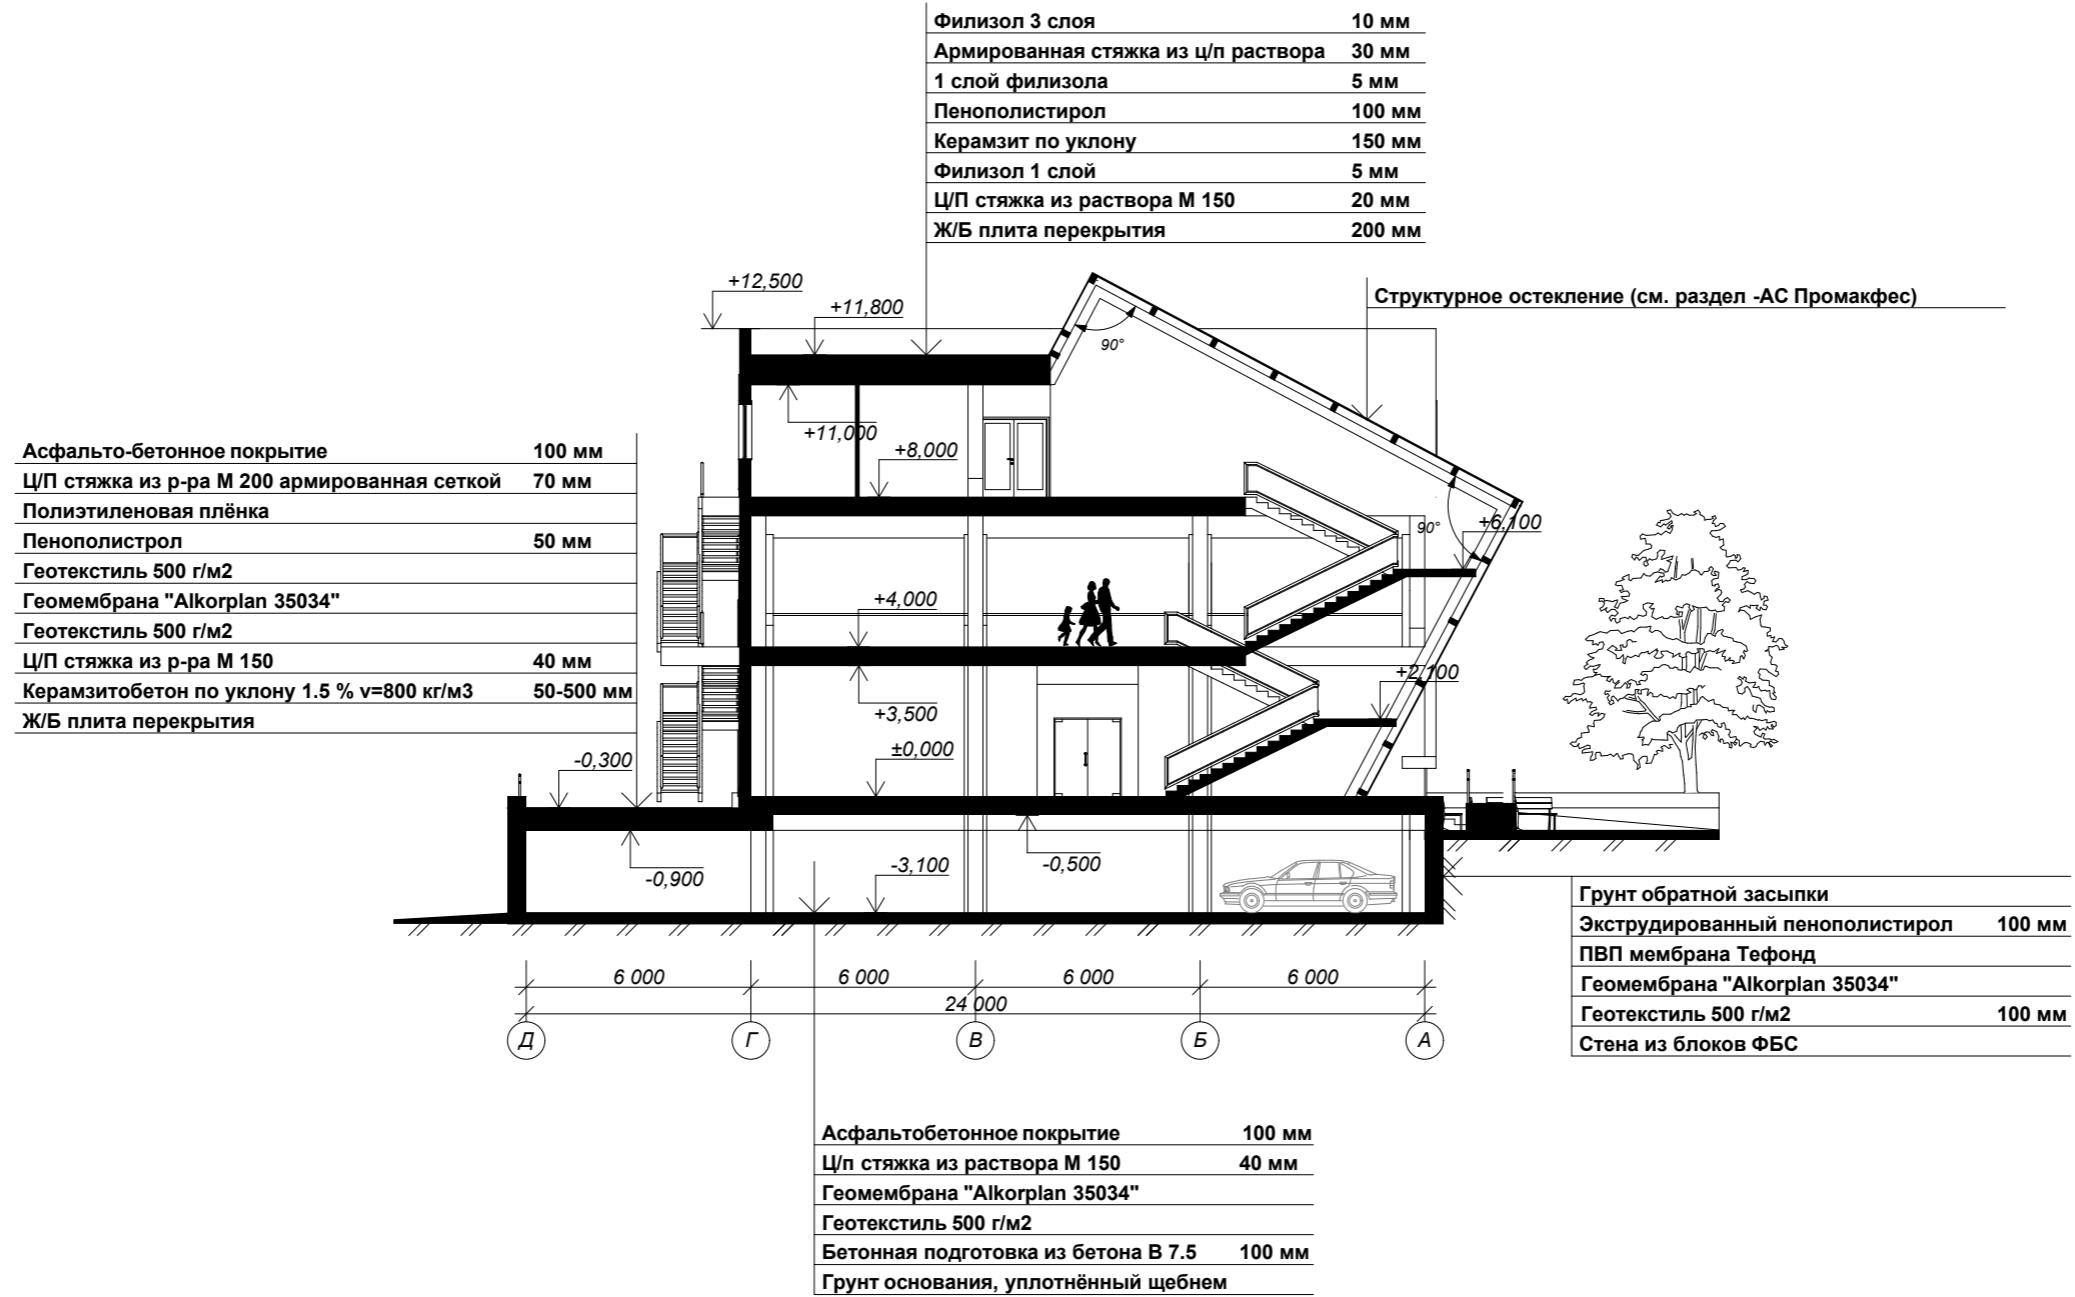 Филизол 3 слоя 10 мм
Армированная стяжка из ц/п раствора 30 мм
1 слой филизола 5 мм
Пенополистирол 100 мм
Керамзит по уклону 150 мм
Филизол 1 слой 5 мм
Ц/П стяжка из раствора М 150 20 мм
Ж/Б плита перекрытия 200 мм
Структурное остекление (см. раздел -АС Промакфес)
+12,500
+11,800
90°
+11,000
+8,000
Асфальто-бетонное покрытие 100 мм
Ц/П стяжка из р-ра М 200 армированная сеткой 70 мм
Полиэтиленовая плёнка
Пенополистрол 50 мм
Геотекстиль 500 г/м2
Геомембрана "Alkorplan 35034"
Геотекстиль 500 г/м2
Ц/П стяжка из р-ра М 150 40 мм
Керамзитобетон по уклону 1.5 % v=800 кг/м3 50-500 мм
Ж/Б плита перекрытия
90°
+6,100
+4,000
+2,100
+3,500
±0,000
-0,300
-0,900
-3,100
-0,500
Грунт обратной засыпки
Экструдированный пенополистирол 100 мм
ПВП мембрана Тефонд
Геомембрана "Alkorplan 35034"
Геотекстиль 500 г/м2 100 мм
Стена из блоков ФБС
6 000 6 000 6 000 6 000
24 000
Д Г В Б А
Асфальтобетонное покрытие 100 мм
Ц/п стяжка из раствора М 150 40 мм
Геомембрана "Alkorplan 35034"
Геотекстиль 500 г/м2
Бетонная подготовка из бетона В 7.5 100 мм
Грунт основания, уплотнённый щебнем